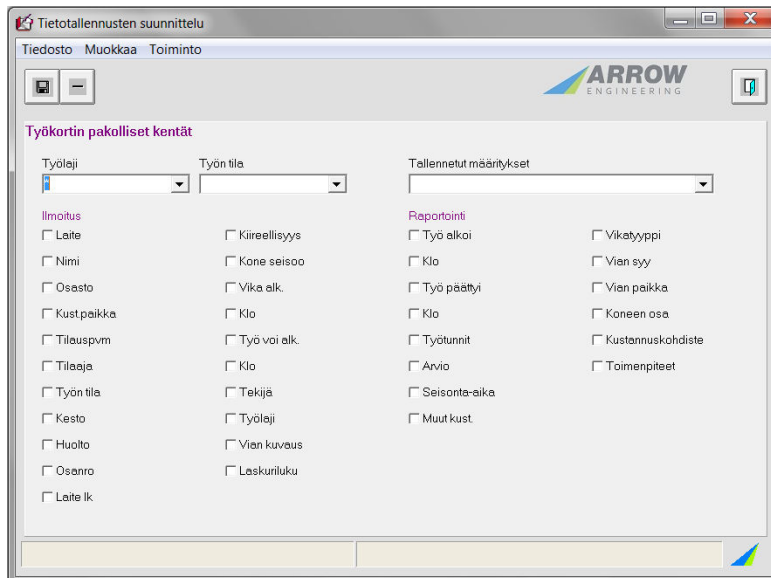 Tietotallennusten suunnittelu
Tiedosto Muokkaa Toiminto
ARROW
ENGINEERING
Työkortin pakolliset kentät
Työlaji Työn tila Tallennetut määritykset
*
Ilmoitus Raportointi
Laite Kiireellisyys Työ alkoi Vikatyyppi
Nimi Kone seisoo Klo Vian syy
Osasto Vika alk. Työ päättyi Vian paikka
Kust.paikka Klo Klo Koneen osa
Tilauspvm Työ voi alk. Työtunnit Kustannuskohdiste
Tilaaja Klo Arvio Toimenpiteet
Työn tila Tekijä Seisonta-aika
Kesto Työlaji Muut kust.
Huolto Vian kuvaus
Osanro Laskuriluku
Laite lk